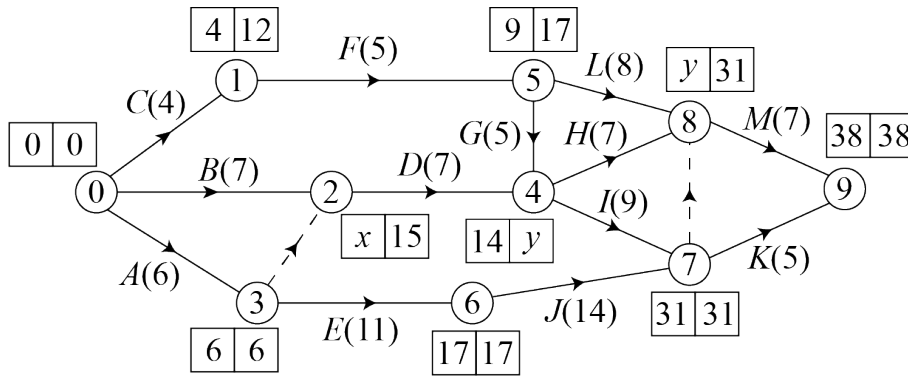 4 12
9 17
F(5)
1
5
L(8)
y 31
C(4)
G(5)
H(7)
8
M(7)
0 0
38 38
B(7)
D(7)
0
2
4
9
I(9)
x 15
14 y
A(6)
7
K(5)
3
6
E(11)
J(14)
6 6
17 17
31 31